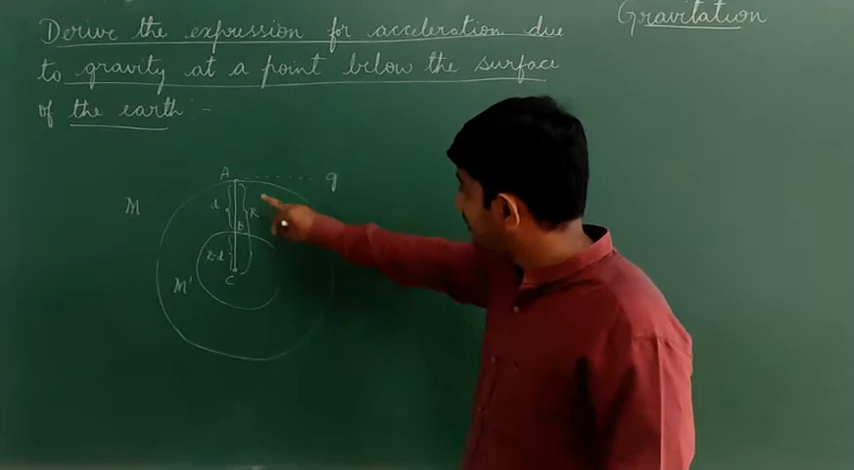 Derive the expression for acceleration due
to gravity at a point below the surface
of the earth :-
Gravitation
A
g
M
d
R
B
R-d
C
M'